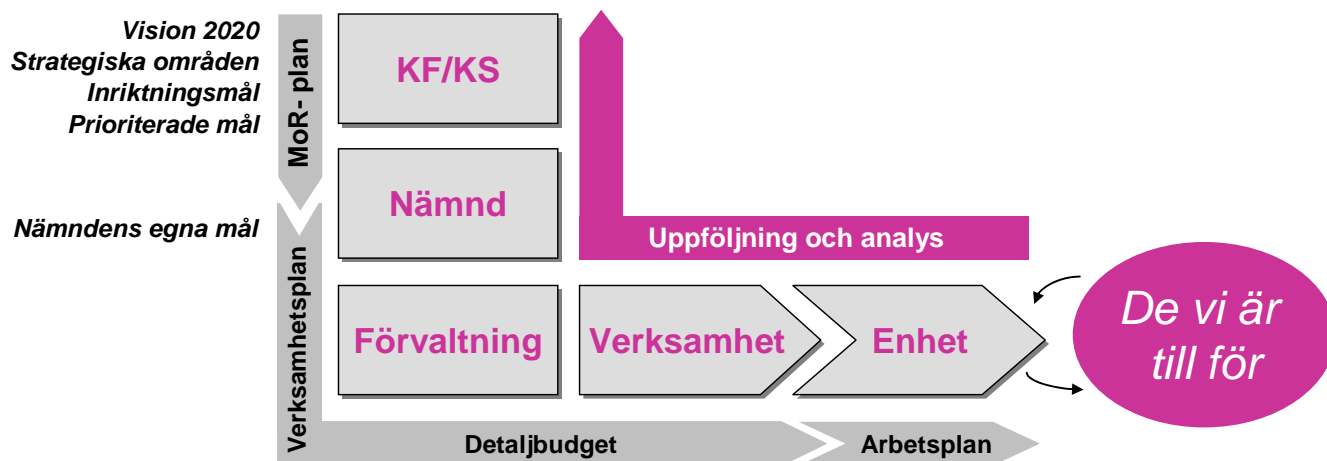 Vision 2020
Strategiska områden
Inriktningsmål
Prioriterade mål
MoR- plan
KF/KS
Nämnd
Nämndens egna mål
Uppföljning och analys
Verksamhetsplan
Förvaltning
Verksamhet
Enhet
De vi är
till för
Detaljbudget
Arbetsplan